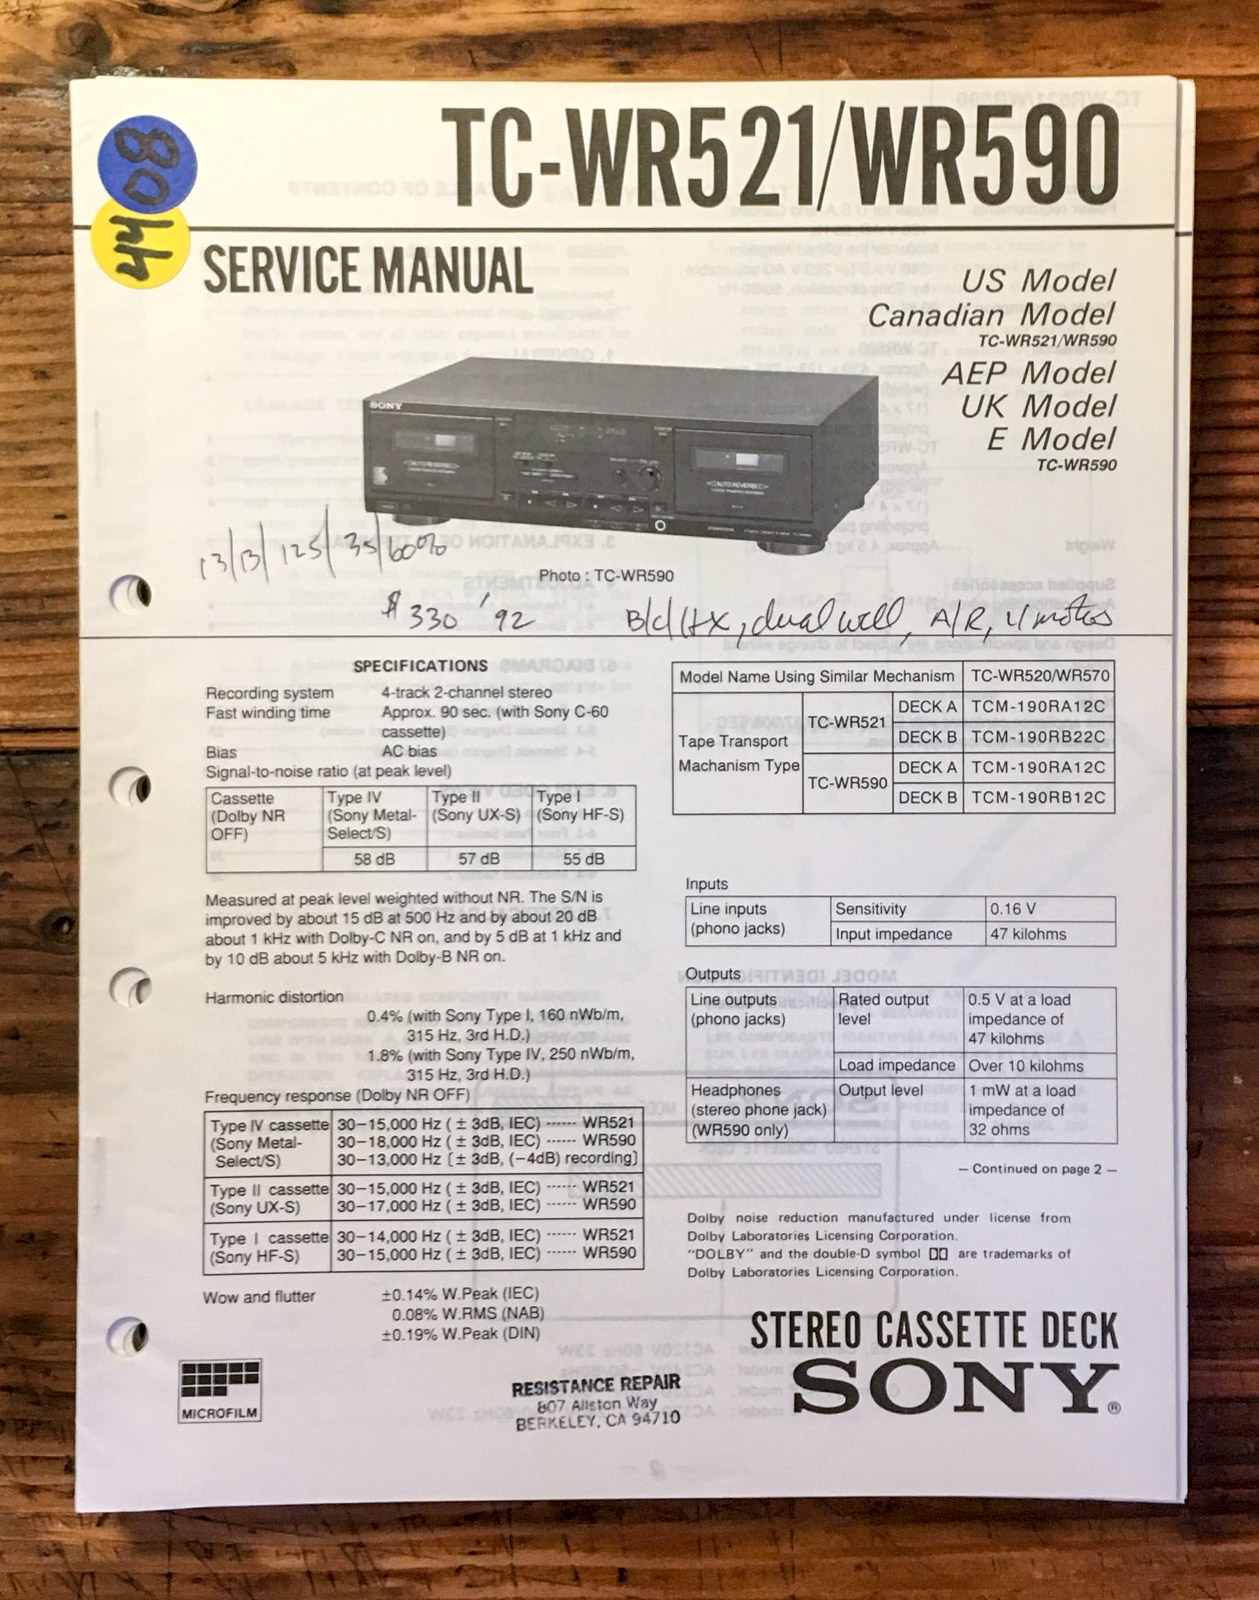 TC-WR521/WR590
4408
SERVICE MANUAL
US Model
Canadian Model
TC-WR521/WR590
AEP Model
UK Model
E Model
TC-WR590
SONY
AUTO REVERSE
AUTO REVERSE
13/13/125/35/60%
Photo : TC-WR590
$330 '92
B/C/HX, dual well, A/R, 4 motors
SPECIFICATIONS
Recording system 4-track 2-channel stereo
Fast winding time Approx. 90 sec. (with Sony C-60
cassette)
Bias AC bias
Signal-to-noise ratio (at peak level)
Cassette Type IV Type II Type I
(Dolby NR (Sony Metal- (Sony UX-S) (Sony HF-S)
OFF) Select/S)
58 dB 57 dB 55 dB
Measured at peak level weighted without NR. The S/N is
improved by about 15 dB at 500 Hz and by about 20 dB
about 1 kHz with Dolby-C NR on, and by 5 dB at 1 kHz and
by 10 dB about 5 kHz with Dolby-B NR on.
Harmonic distortion
0.4% (with Sony Type I, 160 nWb/m,
315 Hz, 3rd H.D.)
1.8% (with Sony Type IV, 250 nWb/m,
315 Hz, 3rd H.D.)
Frequency response (Dolby NR OFF)
Type IV cassette 30–15,000 Hz ( ± 3dB, IEC) ······ WR521
(Sony Metal- 30–18,000 Hz ( ± 3dB, IEC) ······ WR590
Select/S) 30–13,000 Hz [ ± 3dB, (−4dB) recording]
Type II cassette 30–15,000 Hz ( ± 3dB, IEC) ······ WR521
(Sony UX-S) 30–17,000 Hz ( ± 3dB, IEC) ······ WR590
Type I cassette 30–14,000 Hz ( ± 3dB, IEC) ······ WR521
(Sony HF-S) 30–15,000 Hz ( ± 3dB, IEC) ······ WR590
Wow and flutter ±0.14% W.Peak (IEC)
0.08% W.RMS (NAB)
±0.19% W.Peak (DIN)
Model Name Using Similar Mechanism TC-WR520/WR570
Tape Transport
Machanism Type
TC-WR521 DECK A TCM-190RA12C
DECK B TCM-190RB22C
TC-WR590 DECK A TCM-190RA12C
DECK B TCM-190RB12C
Inputs
Line inputs Sensitivity 0.16 V
(phono jacks) Input impedance 47 kilohms
Outputs
Line outputs Rated output 0.5 V at a load
(phono jacks) level impedance of
47 kilohms
Load impedance Over 10 kilohms
Headphones Output level 1 mW at a load
(stereo phone jack) impedance of
(WR590 only) 32 ohms
— Continued on page 2 —
Dolby noise reduction manufactured under license from
Dolby Laboratories Licensing Corporation.
"DOLBY" and the double-D symbol are trademarks of
Dolby Laboratories Licensing Corporation.
STEREO CASSETTE DECK
SONY®
MICROFILM
RESISTANCE REPAIR
807 Allston Way
BERKELEY, CA 94710